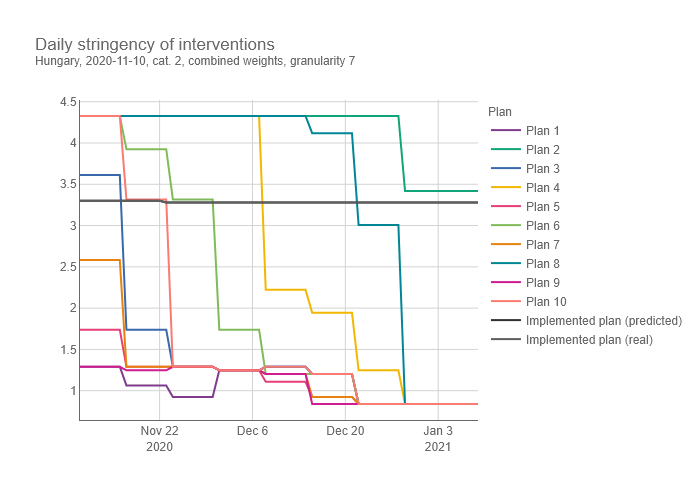 Daily stringency of interventions
Hungary, 2020-11-10, cat. 2, combined weights, granularity 7
4.5
4
3.5
3
2.5
2
1.5
1
Nov 22
2020
Dec 6
Dec 20
Jan 3
2021
Plan
Plan 1
Plan 2
Plan 3
Plan 4
Plan 5
Plan 6
Plan 7
Plan 8
Plan 9
Plan 10
Implemented plan (predicted)
Implemented plan (real)